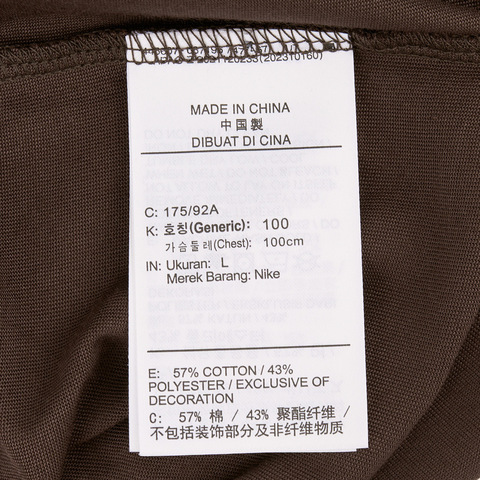 (202310160)
MADE IN CHINA
中国製
DIBUAT DI CINA
C: 175/92A
K: 호칭(Generic): 100
가슴둘레(Chest): 100cm
IN: Ukuran: L
Merek Barang: Nike
E: 57% COTTON / 43%
POLYESTER / EXCLUSIVE OF
DECORATION
C: 57% 棉 / 43% 聚酯纤维 /
不包括装饰部分及非纤维物质